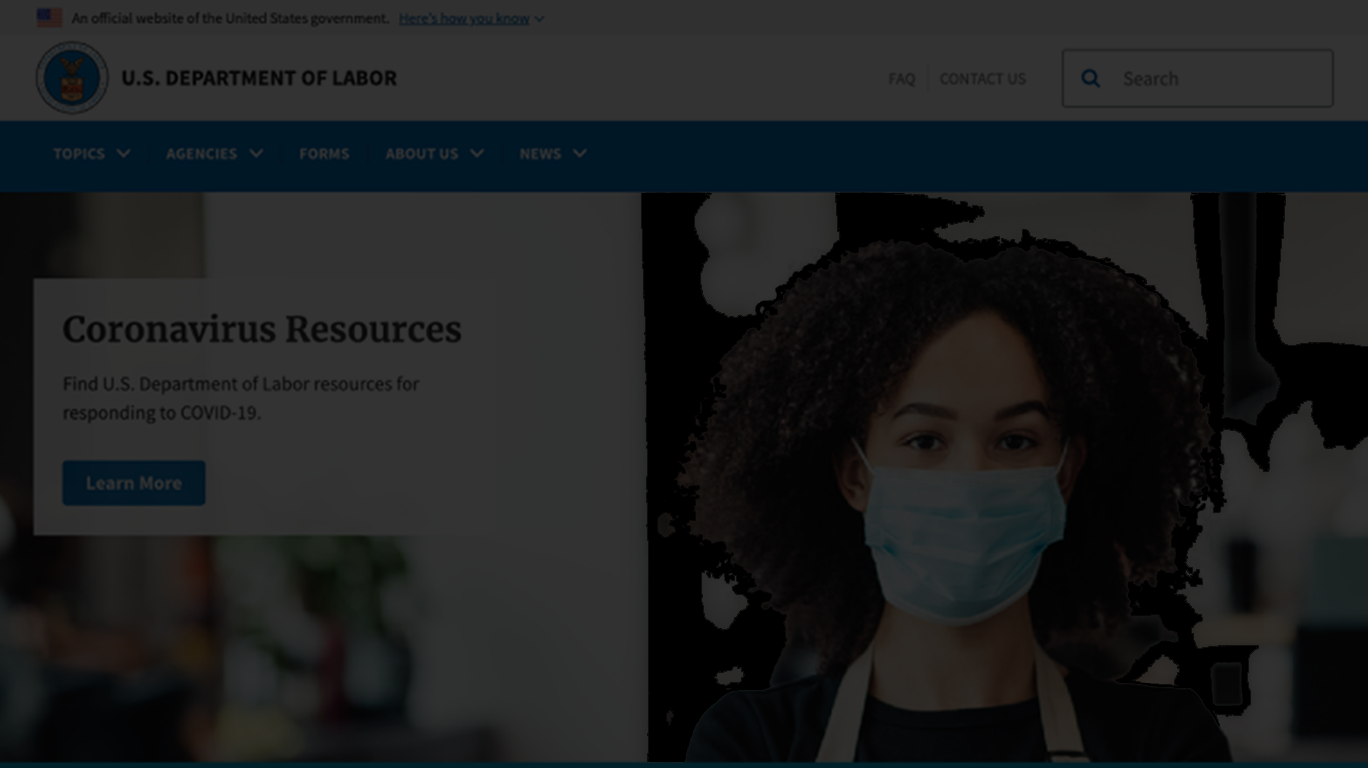 An official website of the United States government. Here's how you know
U.S. DEPARTMENT OF LABOR
FAQ
CONTACT US
Search
TOPICS
AGENCIES
FORMS
ABOUT US
NEWS
Coronavirus Resources
Find U.S. Department of Labor resources for
responding to COVID-19.
Learn More